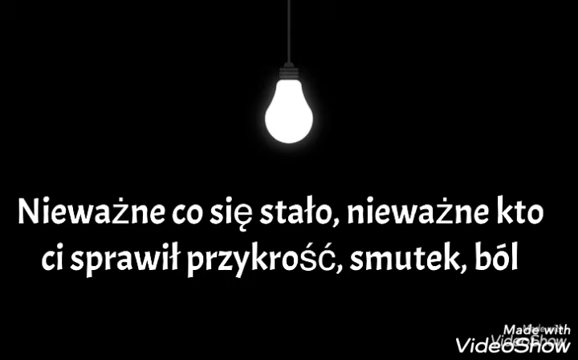 Nieważne co się stało, nieważne kto
ci sprawił przykrość, smutek, ból
Made with
VideoShow